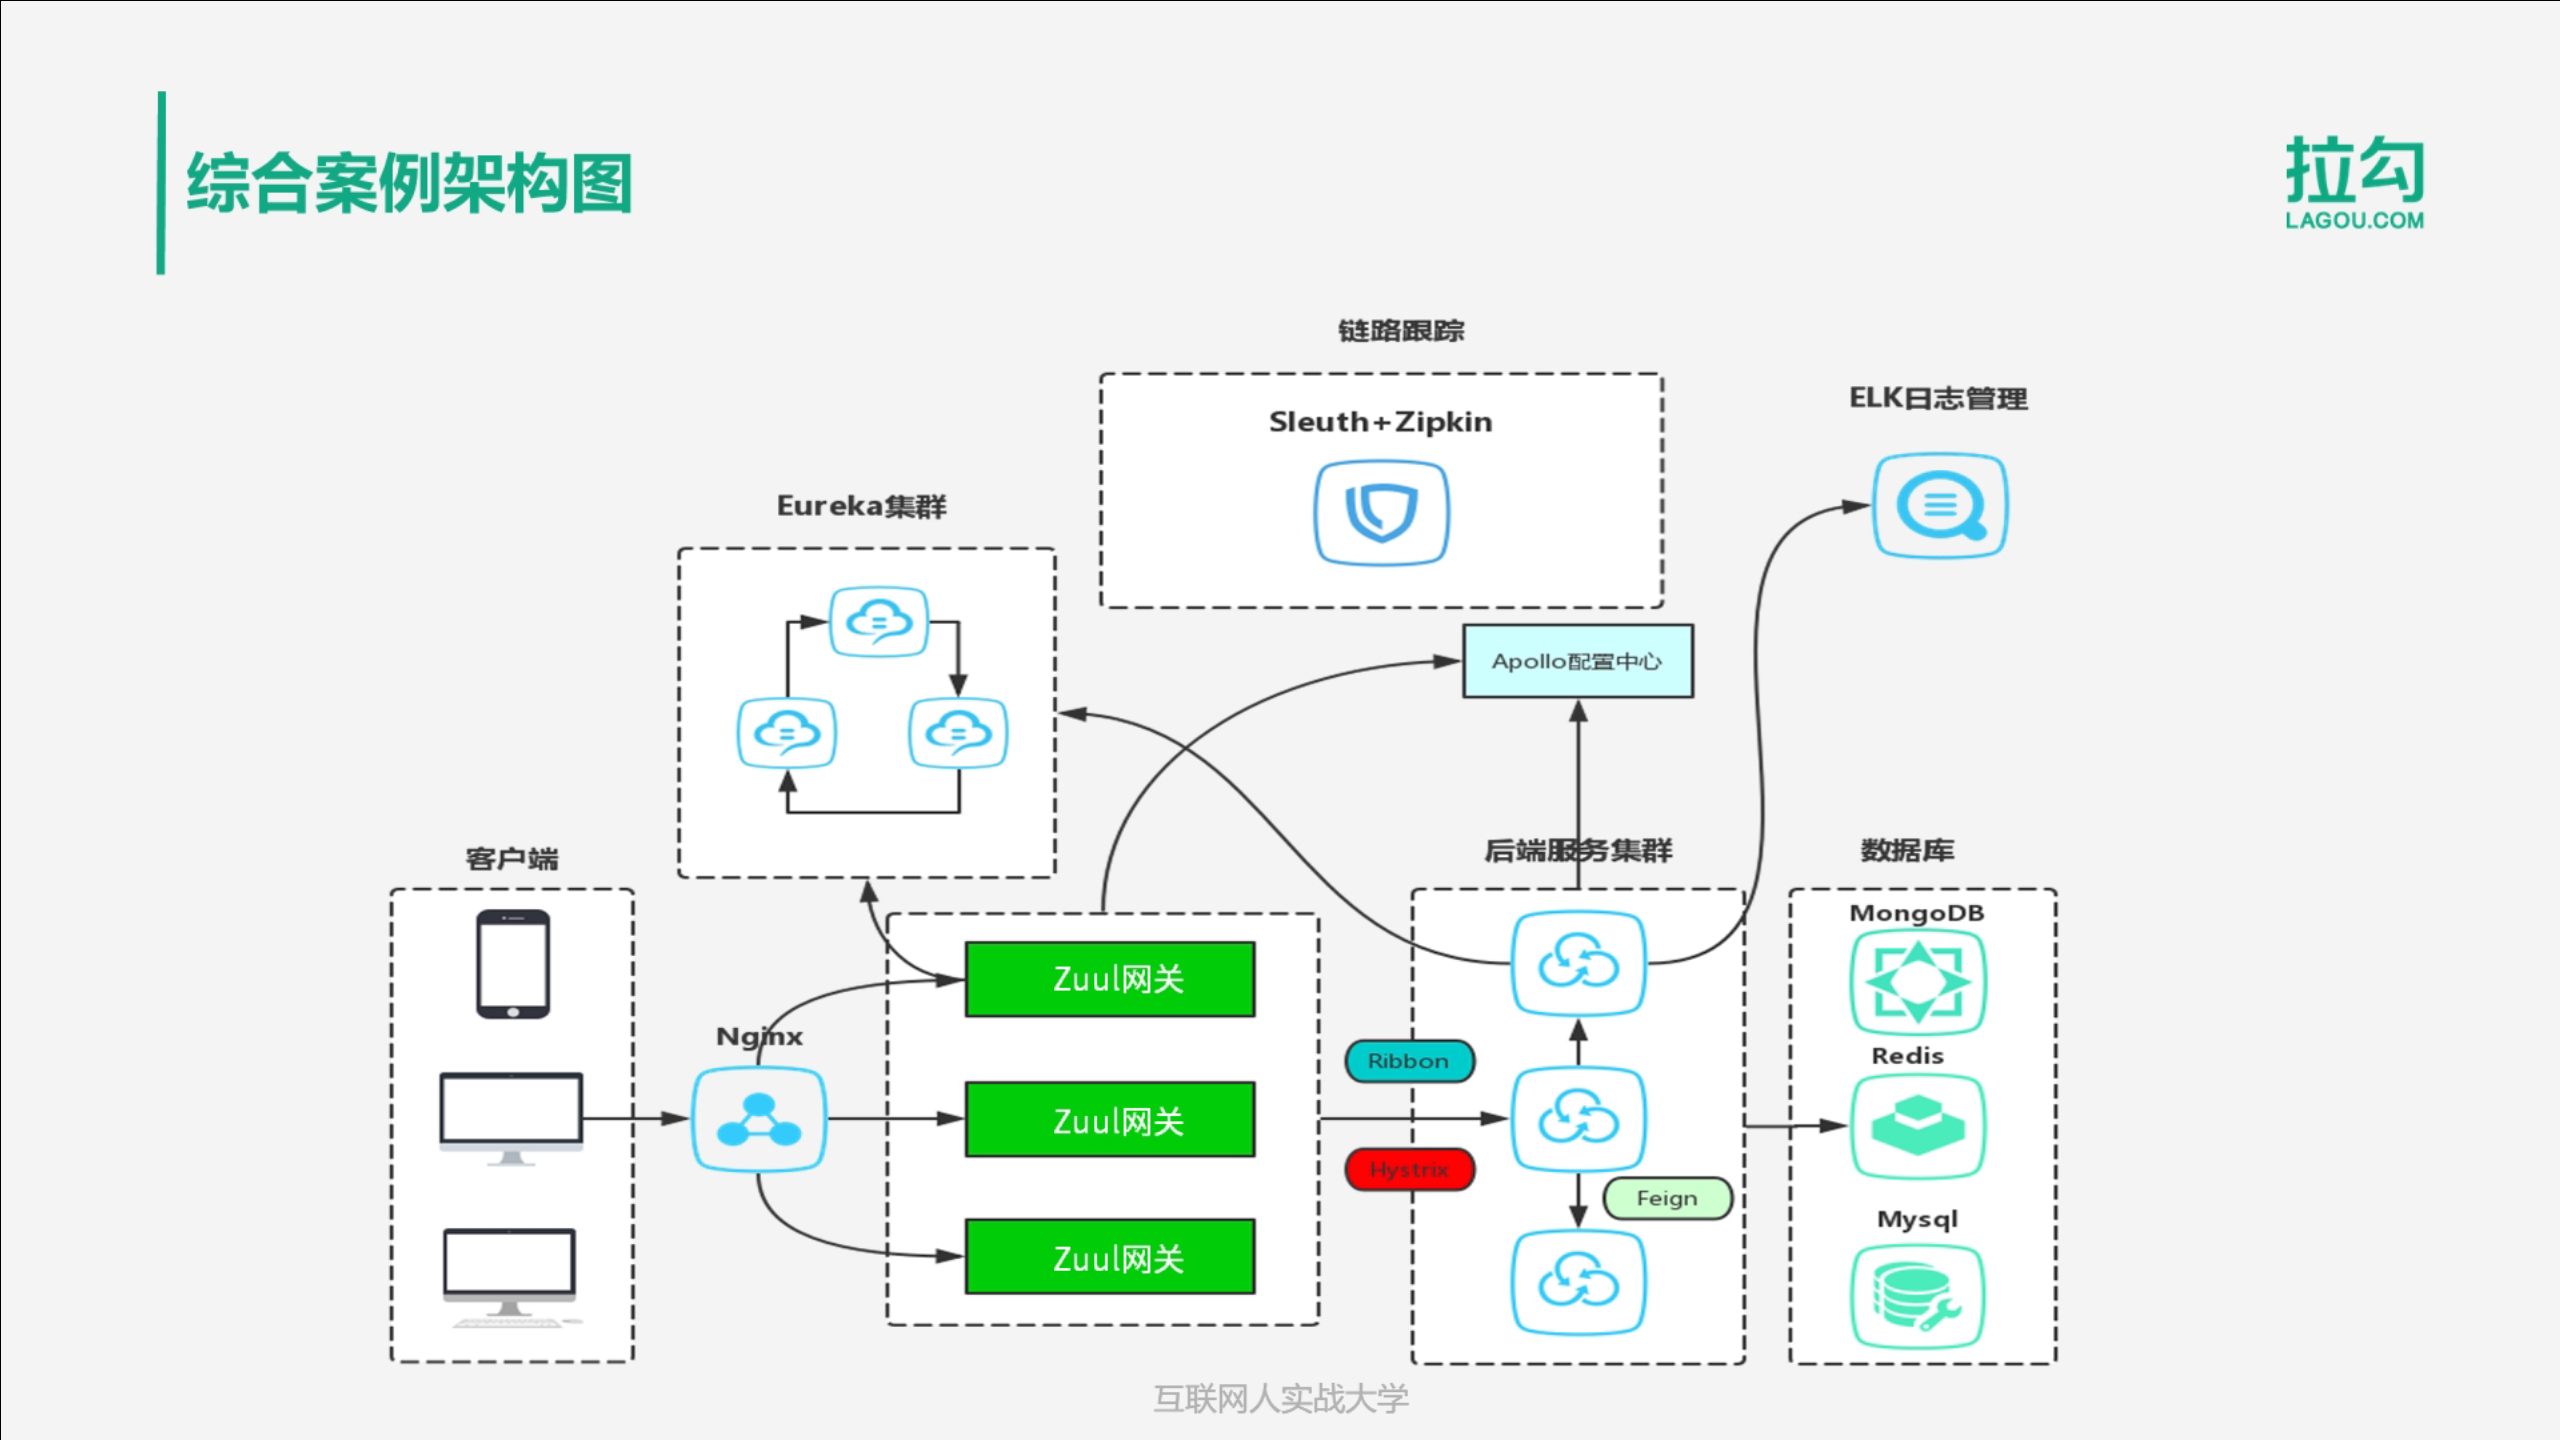 综合案例架构图
拉勾
LAGOU.COM
链路跟踪
Sleuth+Zipkin
ELK日志管理
Eureka集群
Apollo配置中心
客户端
后端服务集群
数据库
MongoDB
Zuul网关
Nginx
Ribbon
Redis
Zuul网关
Hystrix
Feign
Mysql
Zuul网关
互联网人实战大学